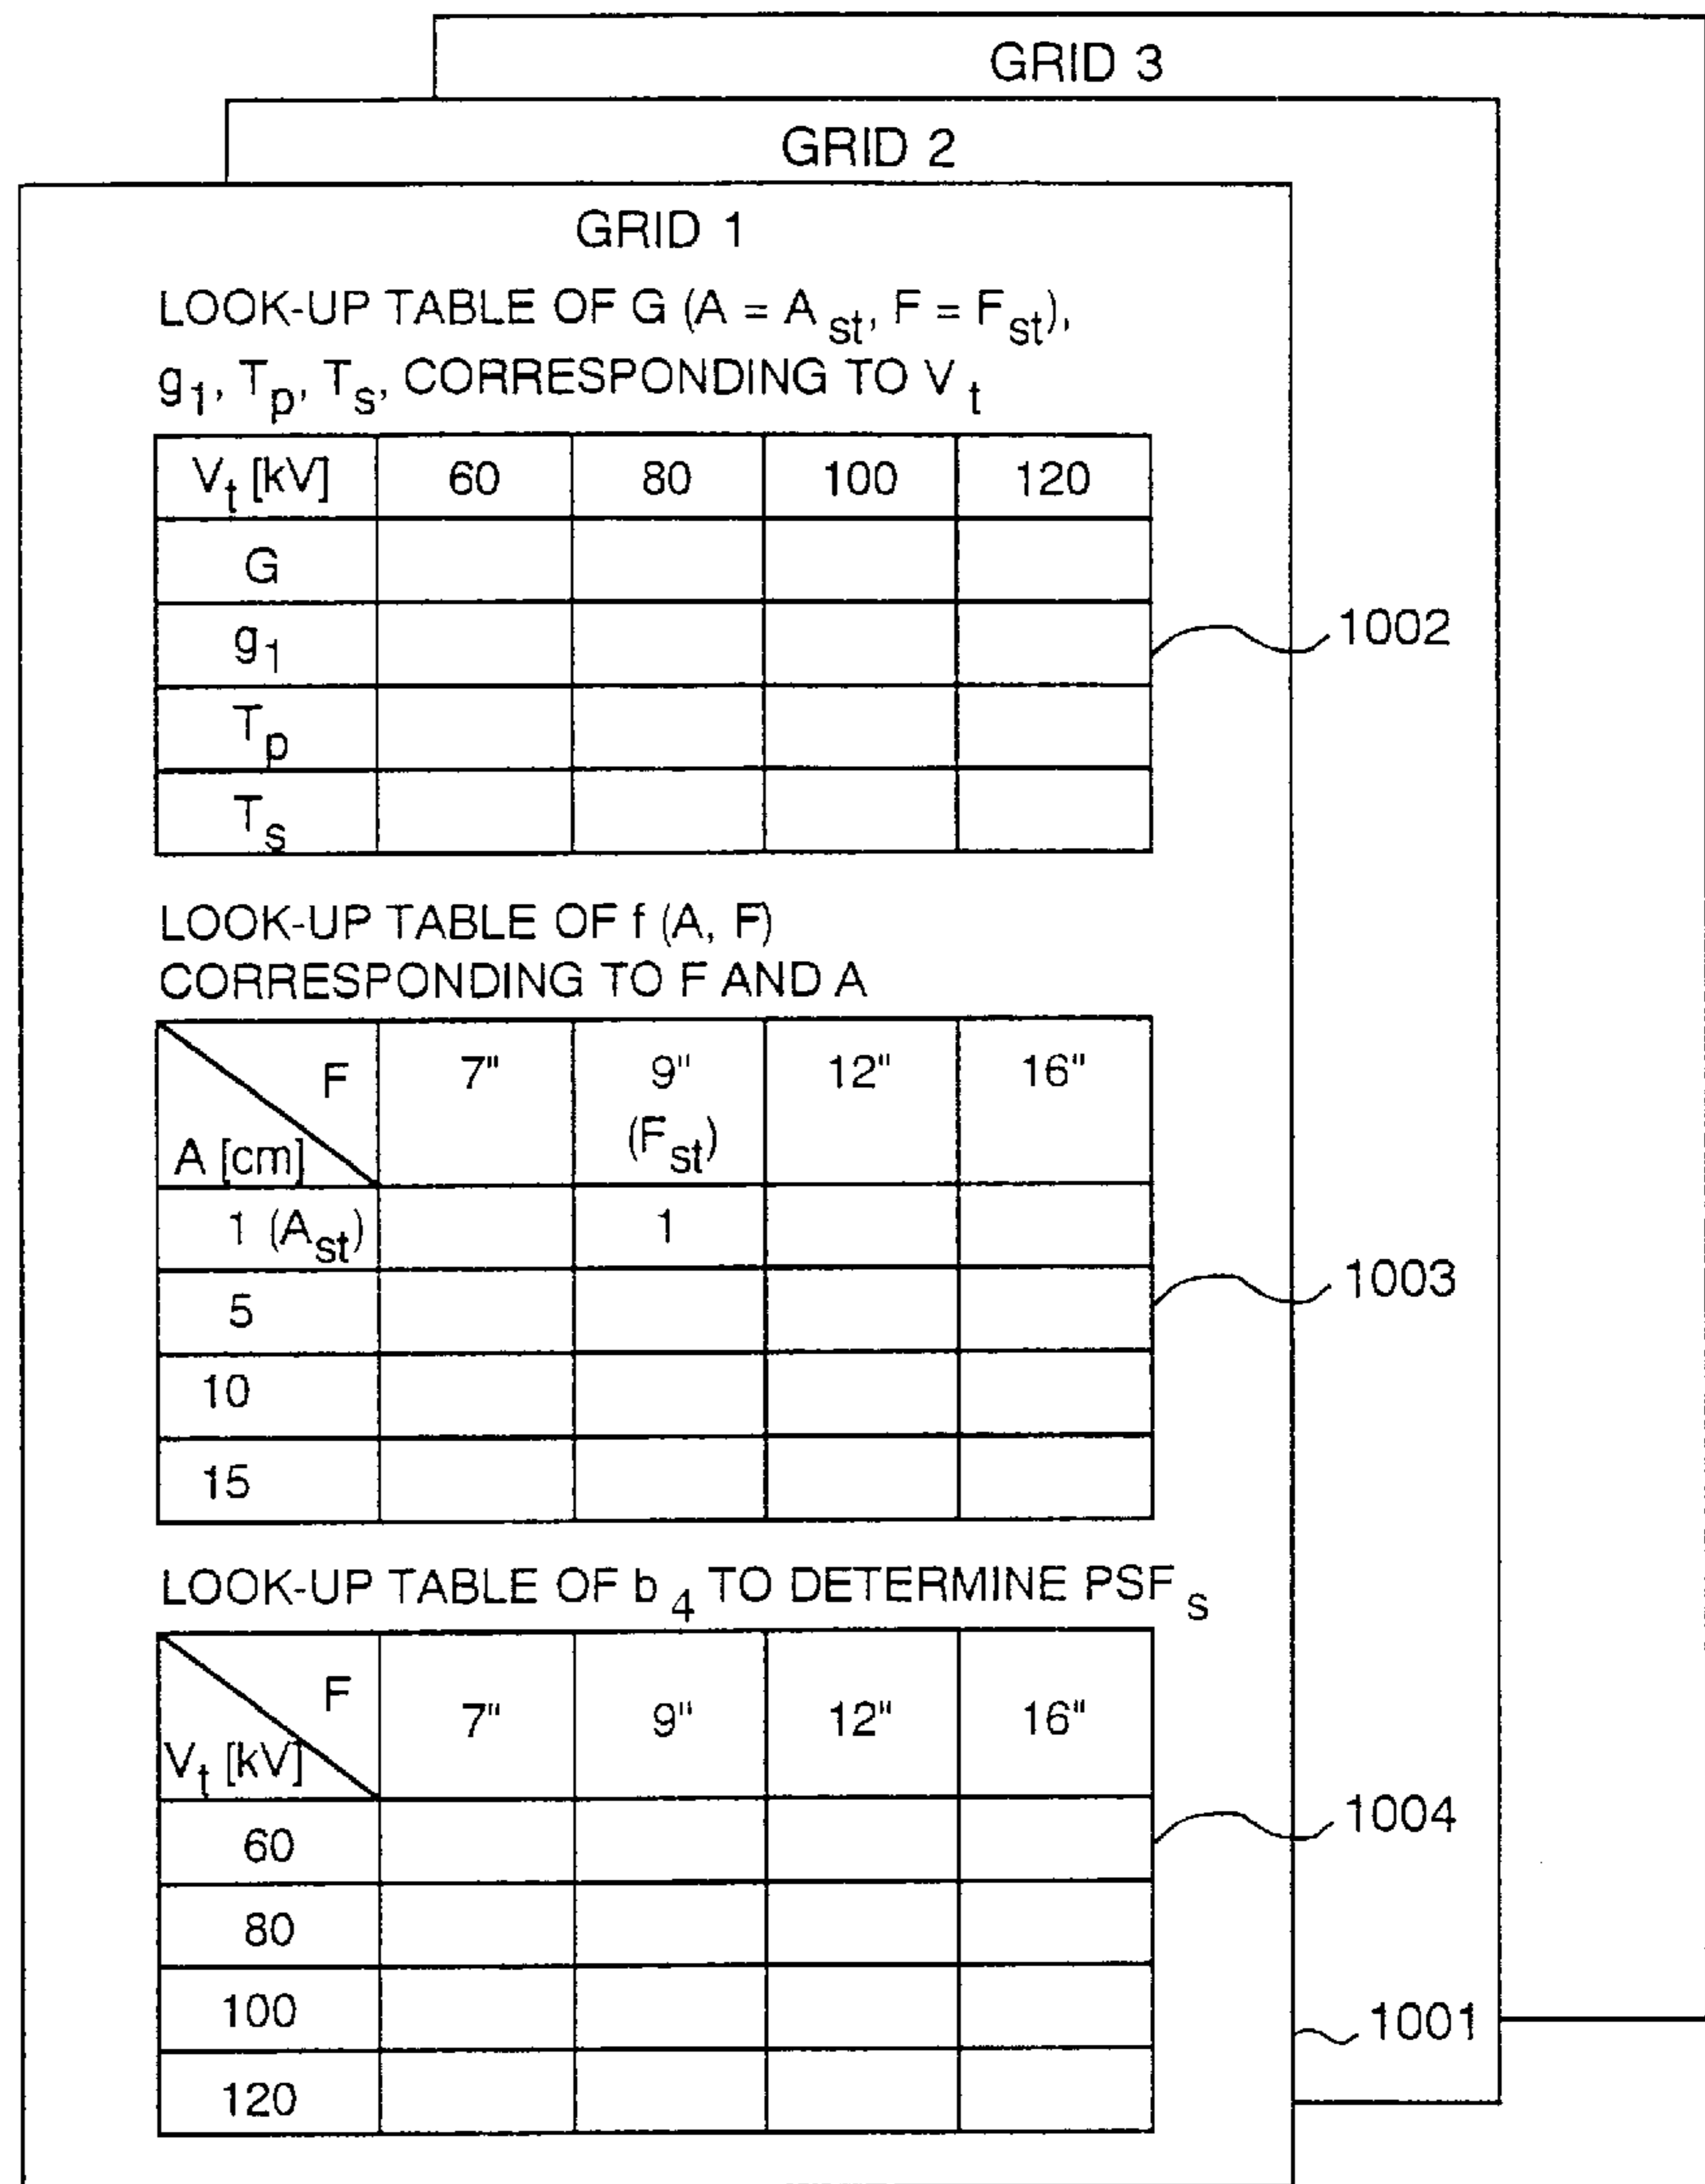 GRID 3
GRID 2
GRID 1
LOOK-UP TABLE OF G (A = A st, F = F st),
g1, Tp, Ts, CORRESPONDING TO V t
Vt [kV] 60 80 100 120
G
g1
Tp
Ts
1002
LOOK-UP TABLE OF f (A, F)
CORRESPONDING TO F AND A
F 7" 9" 12" 16"
A [cm] (Fst)
1 (Ast) 1
5
10
15
1003
LOOK-UP TABLE OF b 4 TO DETERMINE PSF s
F 7" 9" 12" 16"
Vt [kV]
60
80
100
120
1004
1001